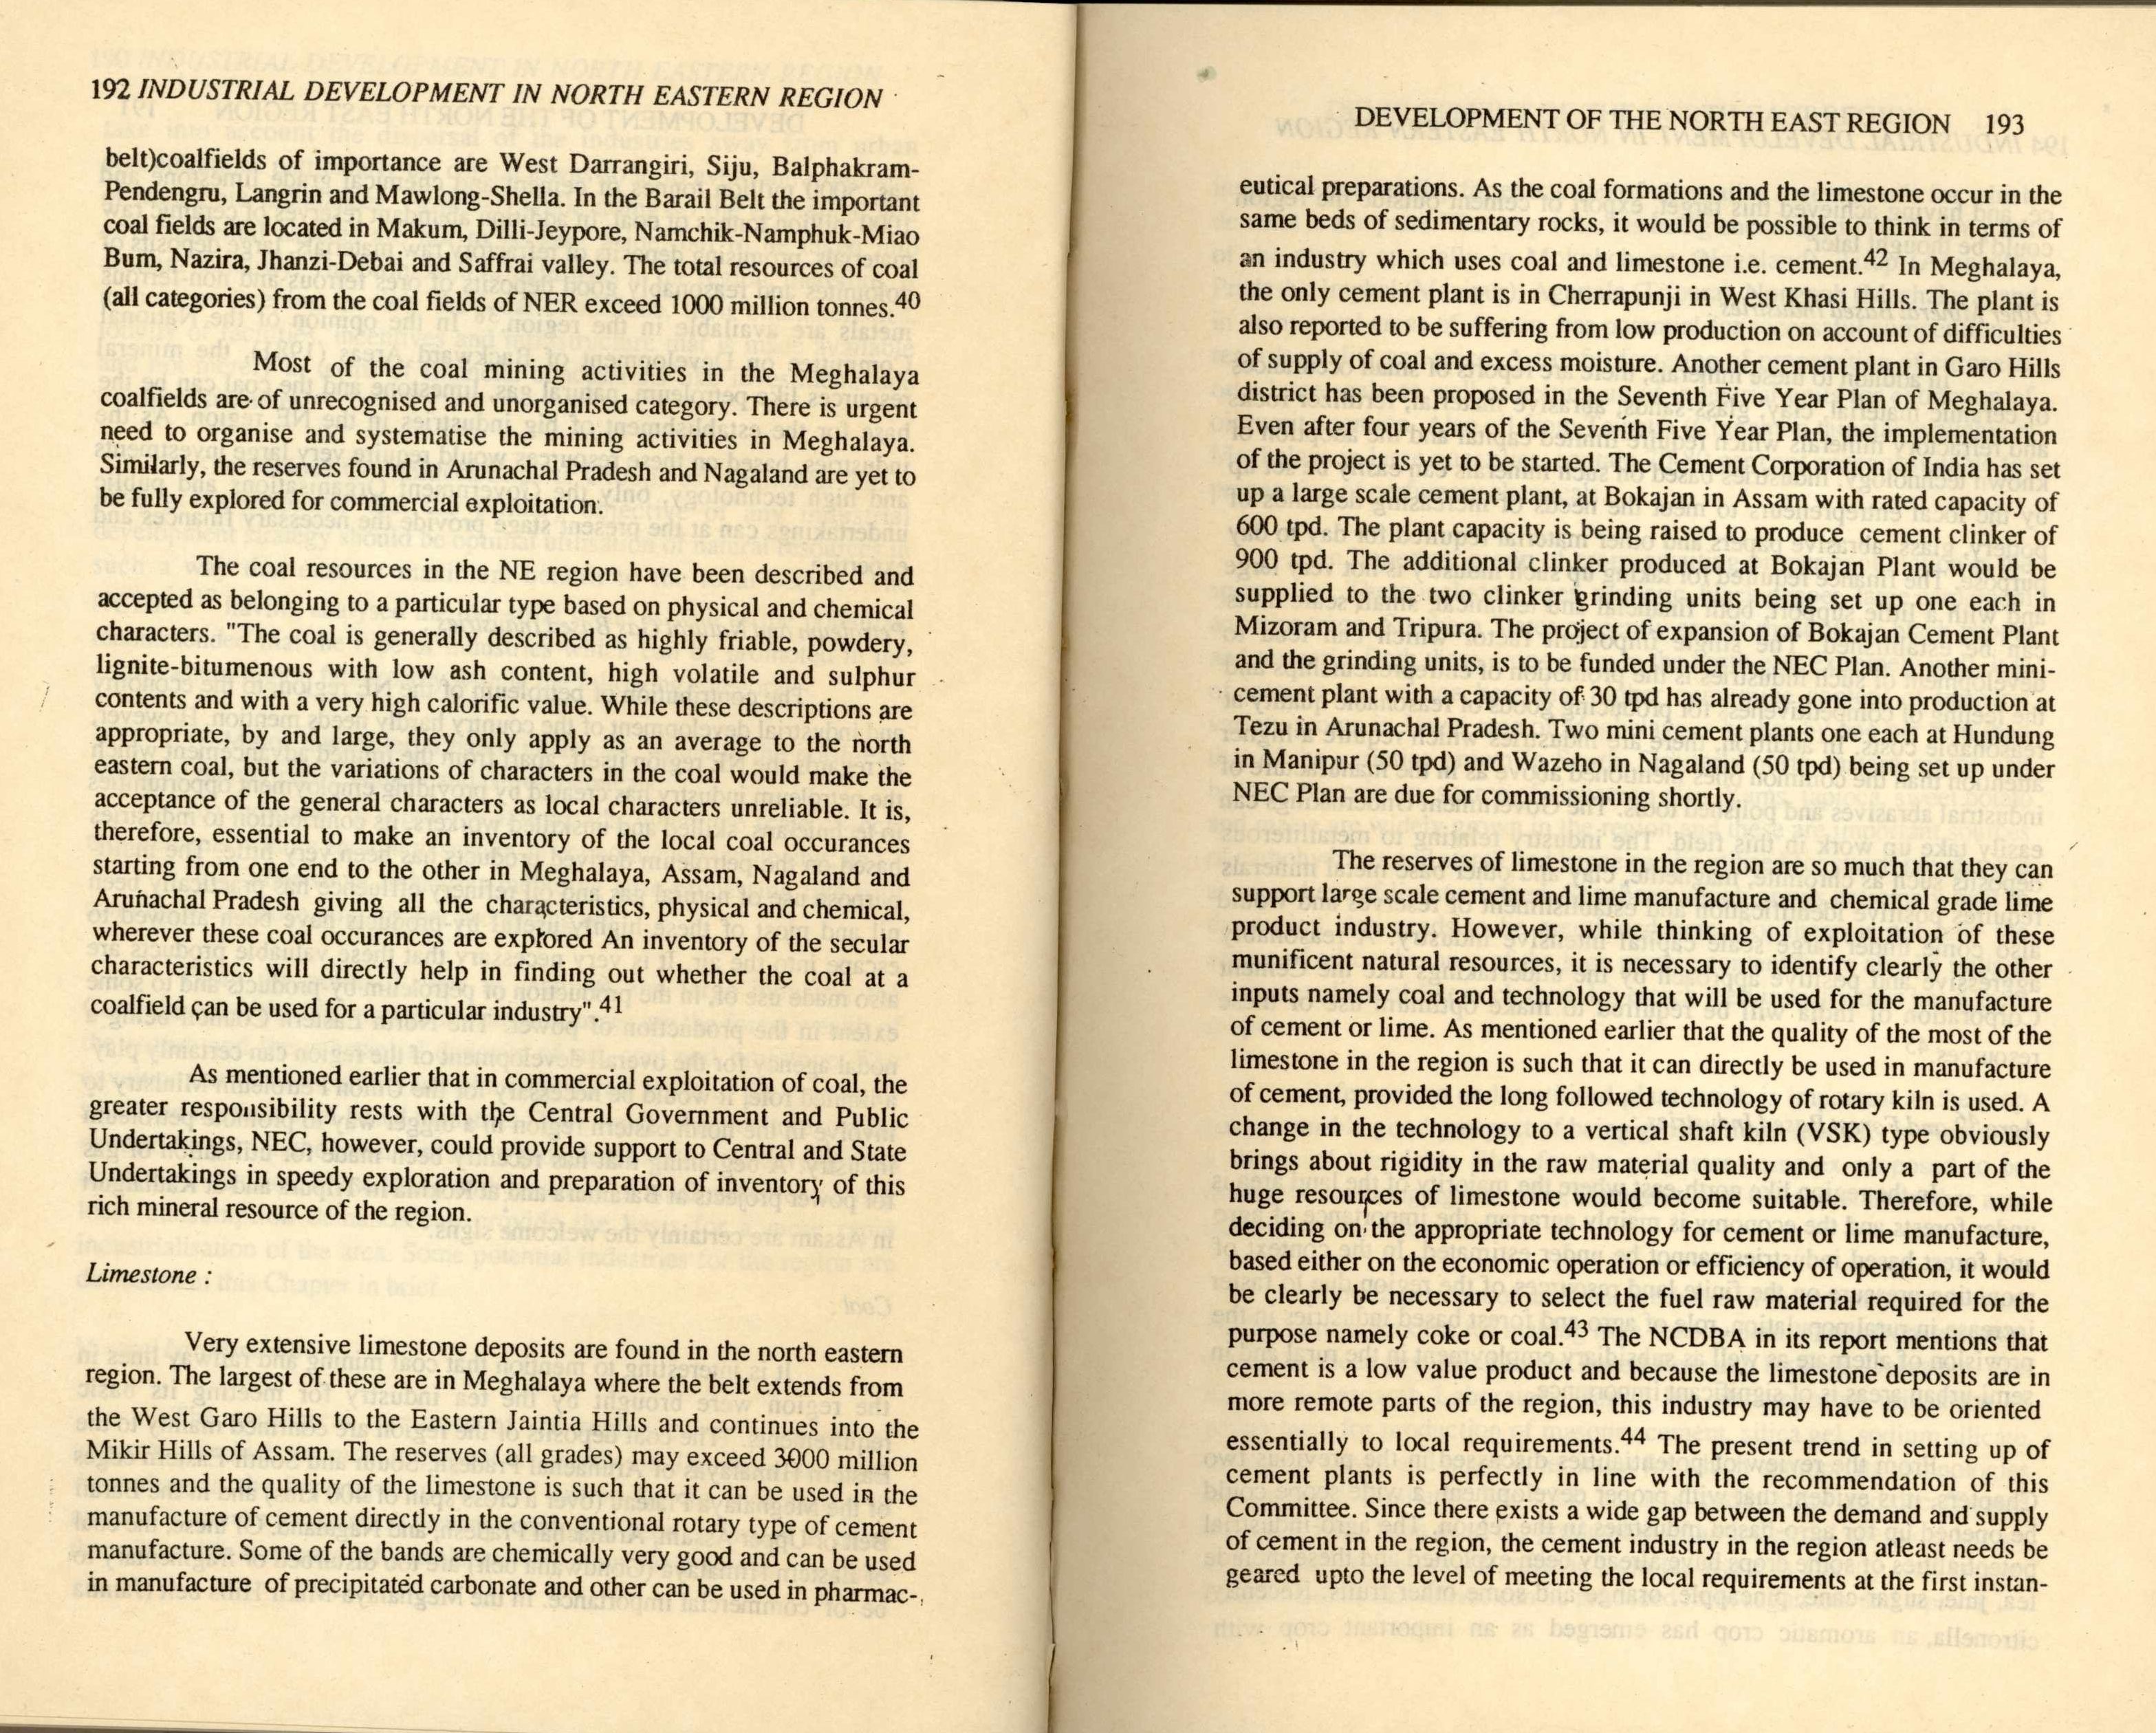 192 INDUSTRIAL DEVELOPMENT IN NORTH EASTERN REGION
belt)coalfields of importance are West Darrangiri, Siju, Balphakram-
Pendengru, Langrin and Mawlong-Shella. In the Barail Belt the important
coal fields are located in Makum, Dilli-Jeypore, Namchik-Namphuk-Miao
Bum, Nazira, Jhanzi-Debai and Saffrai valley. The total resources of coal
(all categories) from the coal fields of NER exceed 1000 million tonnes.40
Most of the coal mining activities in the Meghalaya
coalfields are of unrecognised and unorganised category. There is urgent
need to organise and systematise the mining activities in Meghalaya.
Similarly, the reserves found in Arunachal Pradesh and Nagaland are yet to
be fully explored for commercial exploitation.
The coal resources in the NE region have been described and
accepted as belonging to a particular type based on physical and chemical
characters. "The coal is generally described as highly friable, powdery,
lignite-bitumenous with low ash content, high volatile and sulphur
contents and with a very high calorific value. While these descriptions are
appropriate, by and large, they only apply as an average to the north
eastern coal, but the variations of characters in the coal would make the
acceptance of the general characters as local characters unreliable. It is,
therefore, essential to make an inventory of the local coal occurances
starting from one end to the other in Meghalaya, Assam, Nagaland and
Arunachal Pradesh giving all the characteristics, physical and chemical,
wherever these coal occurances are explored An inventory of the secular
characteristics will directly help in finding out whether the coal at a
coalfield can be used for a particular industry".41
As mentioned earlier that in commercial exploitation of coal, the
greater responsibility rests with the Central Government and Public
Undertakings, NEC, however, could provide support to Central and State
Undertakings in speedy exploration and preparation of inventory of this
rich mineral resource of the region.
Limestone :
Very extensive limestone deposits are found in the north eastern
region. The largest of these are in Meghalaya where the belt extends from
the West Garo Hills to the Eastern Jaintia Hills and continues into the
Mikir Hills of Assam. The reserves (all grades) may exceed 3000 million
tonnes and the quality of the limestone is such that it can be used in the
manufacture of cement directly in the conventional rotary type of cement
manufacture. Some of the bands are chemically very good and can be used
in manufacture of precipitated carbonate and other can be used in pharmac-
DEVELOPMENT OF THE NORTH EAST REGION 193
eutical preparations. As the coal formations and the limestone occur in the
same beds of sedimentary rocks, it would be possible to think in terms of
an industry which uses coal and limestone i.e. cement.42 In Meghalaya,
the only cement plant is in Cherrapunji in West Khasi Hills. The plant is
also reported to be suffering from low production on account of difficulties
of supply of coal and excess moisture. Another cement plant in Garo Hills
district has been proposed in the Seventh Five Year Plan of Meghalaya.
Even after four years of the Seventh Five Year Plan, the implementation
of the project is yet to be started. The Cement Corporation of India has set
up a large scale cement plant, at Bokajan in Assam with rated capacity of
600 tpd. The plant capacity is being raised to produce cement clinker of
900 tpd. The additional clinker produced at Bokajan Plant would be
supplied to the two clinker grinding units being set up one each in
Mizoram and Tripura. The project of expansion of Bokajan Cement Plant
and the grinding units, is to be funded under the NEC Plan. Another mini-
cement plant with a capacity of 30 tpd has already gone into production at
Tezu in Arunachal Pradesh. Two mini cement plants one each at Hundung
in Manipur (50 tpd) and Wazeho in Nagaland (50 tpd) being set up under
NEC Plan are due for commissioning shortly.
The reserves of limestone in the region are so much that they can
support large scale cement and lime manufacture and chemical grade lime
product industry. However, while thinking of exploitation of these
munificent natural resources, it is necessary to identify clearly the other
inputs namely coal and technology that will be used for the manufacture
of cement or lime. As mentioned earlier that the quality of the most of the
limestone in the region is such that it can directly be used in manufacture
of cement, provided the long followed technology of rotary kiln is used. A
change in the technology to a vertical shaft kiln (VSK) type obviously
brings about rigidity in the raw material quality and only a part of the
huge resources of limestone would become suitable. Therefore, while
deciding on the appropriate technology for cement or lime manufacture,
based either on the economic operation or efficiency of operation, it would
be clearly be necessary to select the fuel raw material required for the
purpose namely coke or coal.43 The NCDBA in its report mentions that
cement is a low value product and because the limestone deposits are in
more remote parts of the region, this industry may have to be oriented
essentially to local requirements.44 The present trend in setting up of
cement plants is perfectly in line with the recommendation of this
Committee. Since there exists a wide gap between the demand and supply
of cement in the region, the cement industry in the region atleast needs be
geared upto the level of meeting the local requirements at the first instan-